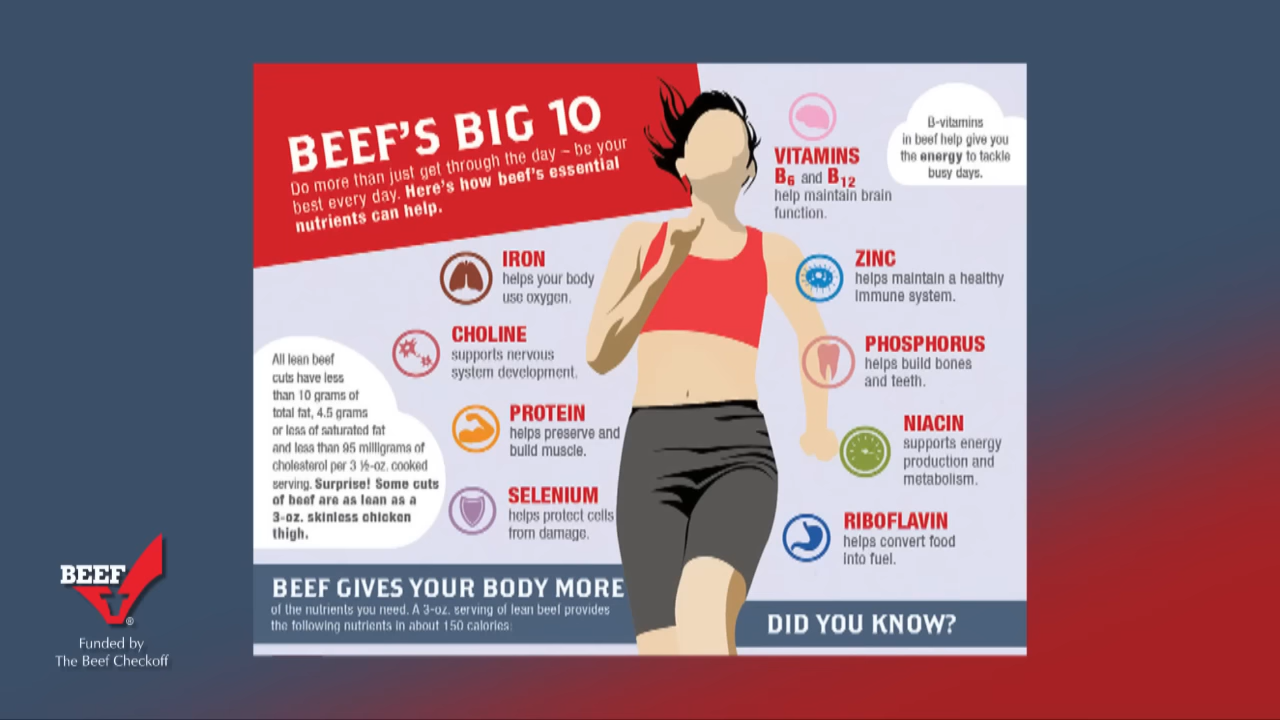 BEEF'S BIG 10
Do more than just get through the day – be your
best every day. Here's how beef's essential
nutrients can help.
VITAMINS
B6 and B12
help maintain brain
function.
B-vitamins
in beef help give you
the energy to tackle
busy days.
IRON
helps your body
use oxygen.
ZINC
helps maintain a healthy
immune system.
CHOLINE
supports nervous
system development.
PHOSPHORUS
helps build bones
and teeth.
All lean beef
cuts have less
than 10 grams of
total fat, 4.5 grams
or less of saturated fat
and less than 95 milligrams of
cholesterol per 3 ½-oz. cooked
serving. Surprise! Some cuts
of beef are as lean as a
3-oz. skinless chicken
thigh.
PROTEIN
helps preserve and
build muscle.
NIACIN
supports energy
production and
metabolism.
SELENIUM
helps protect cells
from damage.
RIBOFLAVIN
helps convert food
into fuel.
BEEF GIVES YOUR BODY MORE
of the nutrients you need. A 3-oz. serving of lean beef provides
the following nutrients in about 150 calories:
DID YOU KNOW?
BEEF
®
Funded by
The Beef Checkoff